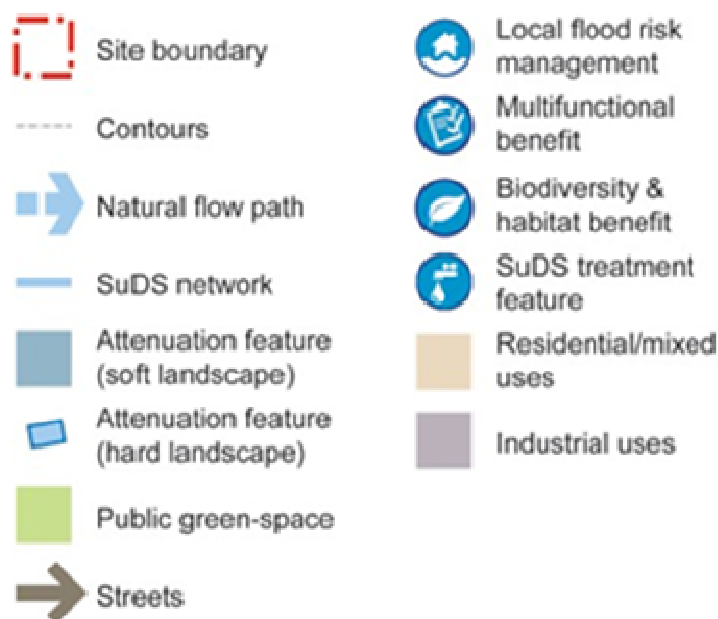 Site boundary
Contours
Natural flow path
SuDS network
Attenuation feature
(soft landscape)
Attenuation feature
(hard landscape)
Public green-space
Streets
Local flood risk
management
Multifunctional
benefit
Biodiversity &
habitat benefit
SuDS treatment
feature
Residential/mixed
uses
Industrial uses